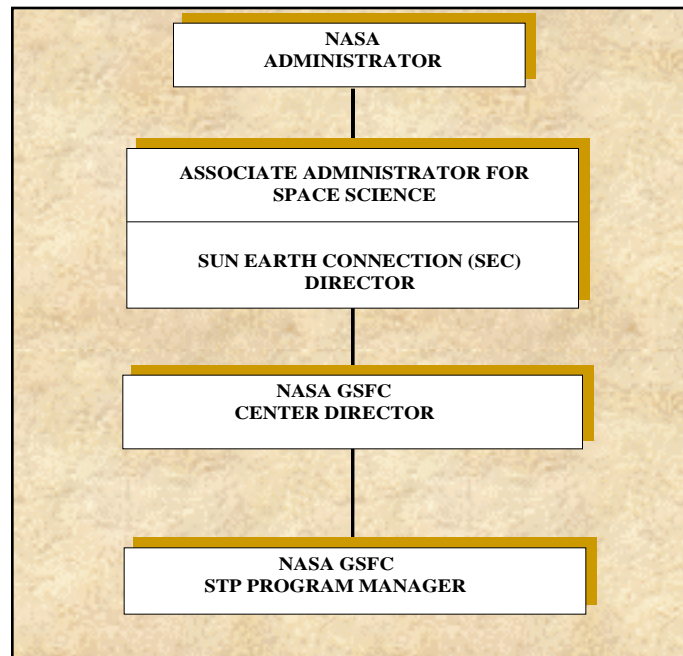 NASA
ADMINISTRATOR
ASSOCIATE ADMINISTRATOR FOR
SPACE SCIENCE
SUN EARTH CONNECTION (SEC)
DIRECTOR
NASA GSFC
CENTER DIRECTOR
NASA GSFC
STP PROGRAM MANAGER